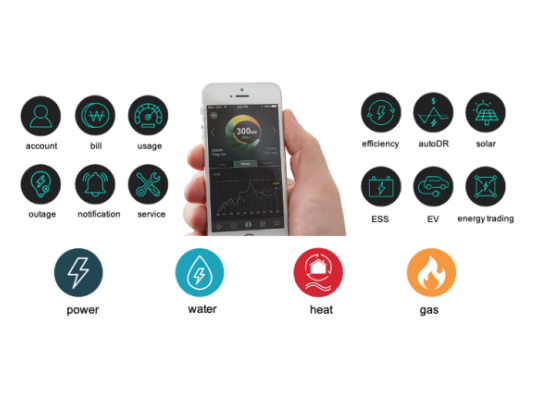 account
bill
usage
outage
notification
service
300kW
efficiency
autoDR
solar
ESS
EV
energy trading
power
water
heat
gas